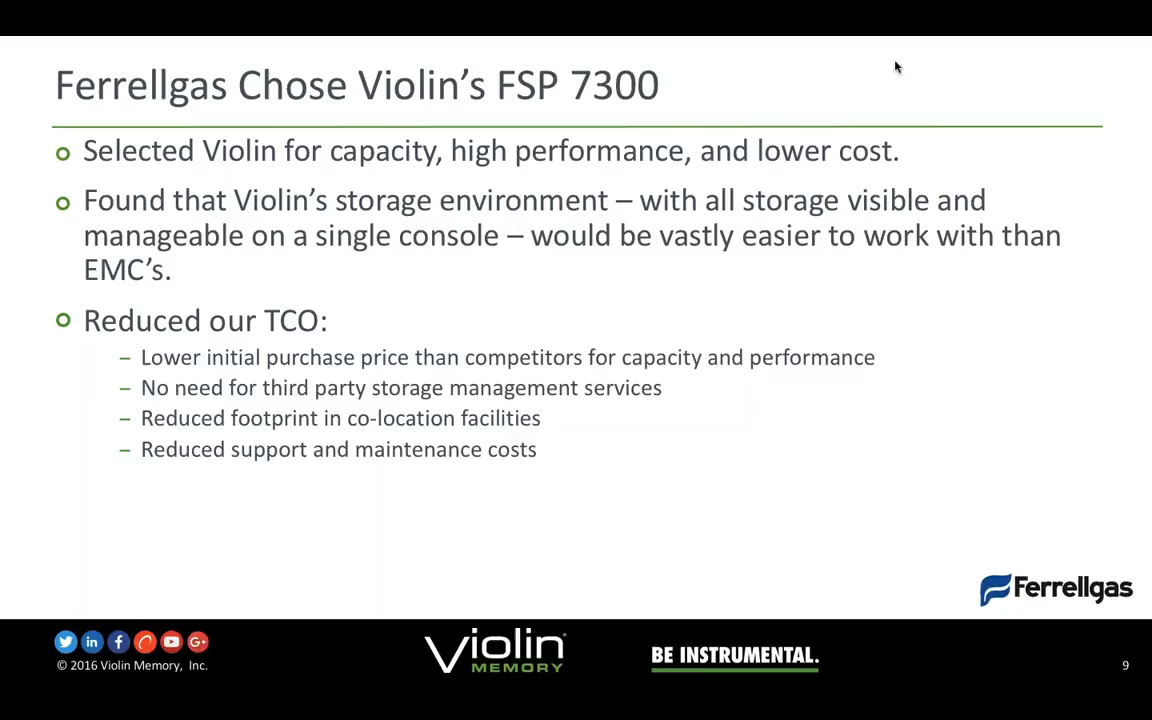 Ferrellgas Chose Violin’s FSP 7300
Selected Violin for capacity, high performance, and lower cost.
Found that Violin’s storage environment – with all storage visible and
manageable on a single console – would be vastly easier to work with than
EMC’s.
Reduced our TCO:
– Lower initial purchase price than competitors for capacity and performance
– No need for third party storage management services
– Reduced footprint in co-location facilities
– Reduced support and maintenance costs
Ferrellgas
© 2016 Violin Memory, Inc.
Violin
MEMORY
BE INSTRUMENTAL.
9